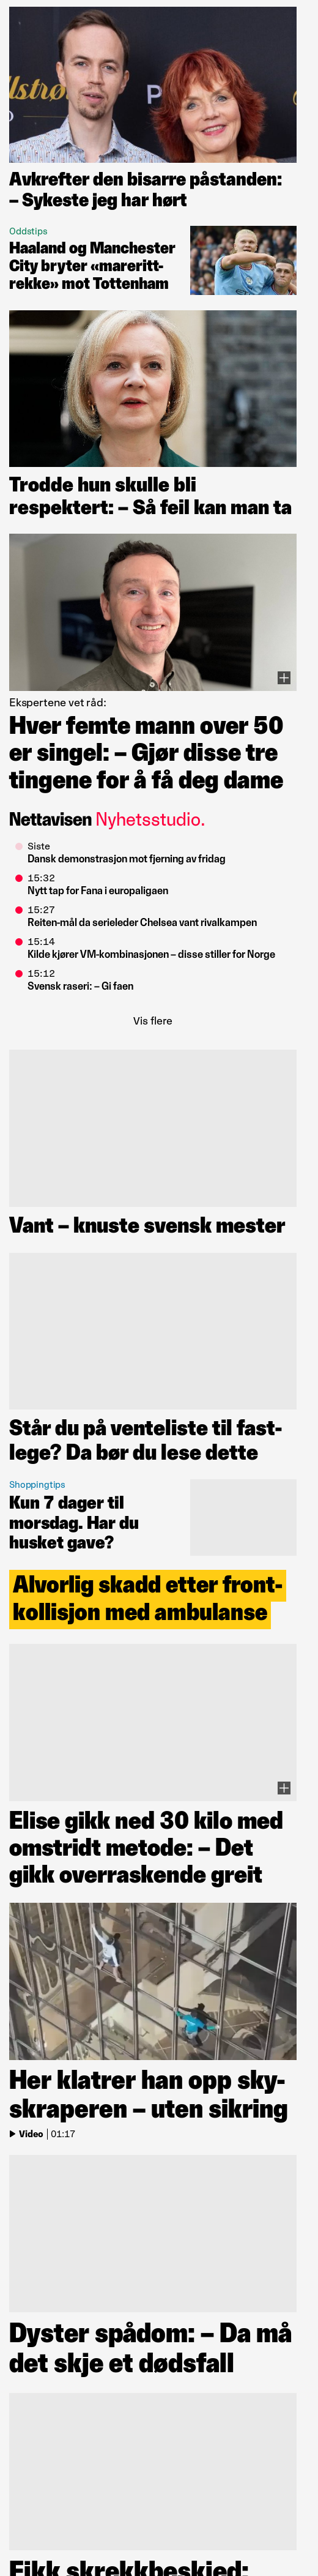 Avkrefter den bisarre påstanden:
– Sykeste jeg har hørt
Oddstips
Haaland og Manchester
City bryter «mareritt-
rekke» mot Tottenham
Trodde hun skulle bli
respektert: – Så feil kan man ta
Ekspertene vet råd:
Hver femte mann over 50
er singel: – Gjør disse tre
tingene for å få deg dame
Nettavisen Nyhetsstudio.
Siste
Dansk demonstrasjon mot fjerning av fridag
15:32
Nytt tap for Fana i europaligaen
15:27
Reiten-mål da serieleder Chelsea vant rivalkampen
15:14
Kilde kjører VM-kombinasjonen – disse stiller for Norge
15:12
Svensk raseri: – Gi faen
Vis flere
Vant – knuste svensk mester
Står du på venteliste til fast-
lege? Da bør du lese dette
Shoppingtips
Kun 7 dager til
morsdag. Har du
husket gave?
Alvorlig skadd etter front-
kollisjon med ambulanse
Elise gikk ned 30 kilo med
omstridt metode: – Det
gikk overraskende greit
Her klatrer han opp sky-
skraperen – uten sikring
Video 01:17
Dyster spådom: – Da må
det skje et dødsfall
Fikk skrekkbeskjed: